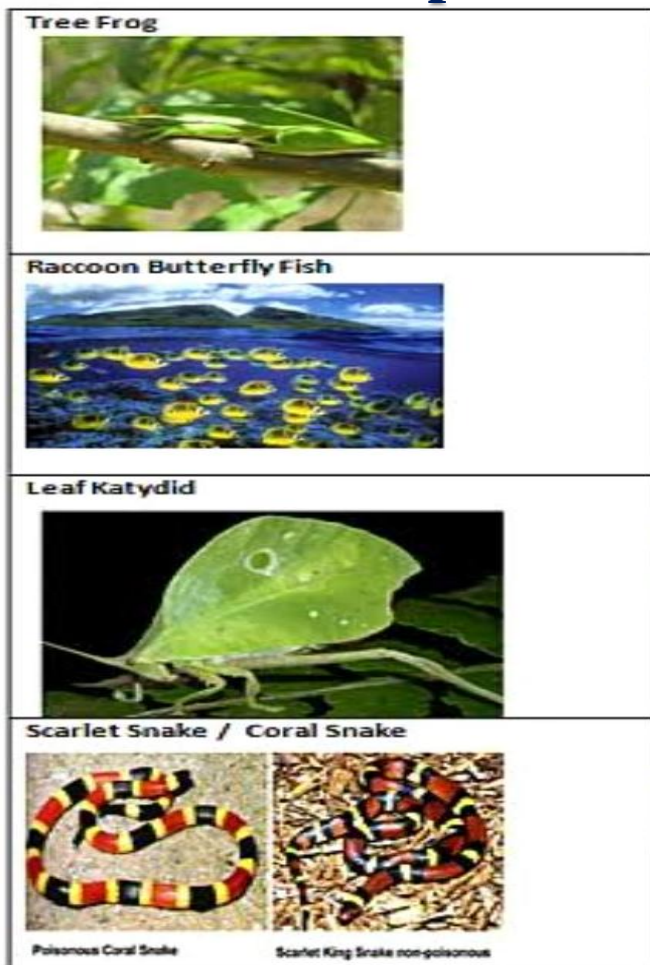 Tree Frog
Raccoon Butterfly Fish
Leaf Katydid
Scarlet Snake / Coral Snake
Poisonous Coral Snake
Scarlet King Snake non-poisonous